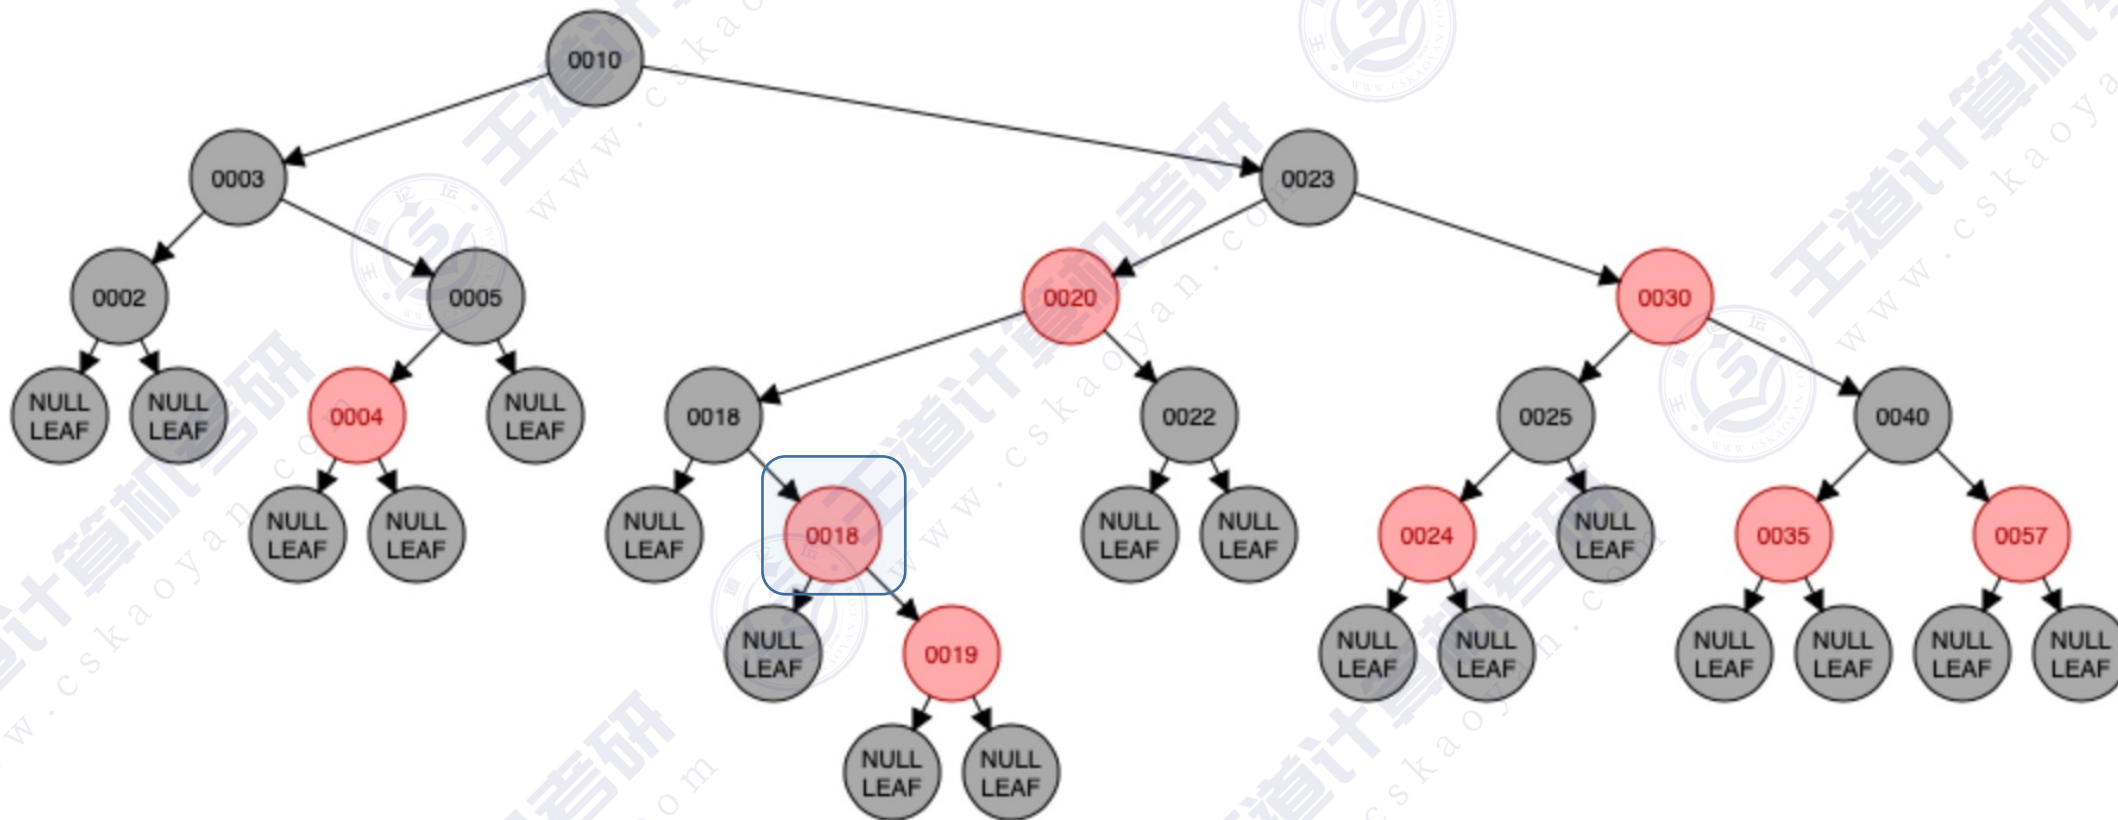 0010
0003
0023
0002
0005
0020
0030
NULL
LEAF
NULL
LEAF
0004
NULL
LEAF
0018
0022
0025
0040
NULL
LEAF
NULL
LEAF
NULL
LEAF
0018
NULL
LEAF
NULL
LEAF
0024
NULL
LEAF
0035
0057
NULL
LEAF
0019
NULL
LEAF
NULL
LEAF
NULL
LEAF
NULL
LEAF
NULL
LEAF
NULL
LEAF
NULL
LEAF
NULL
LEAF
王道计算机考研
www.cskaoyan.com